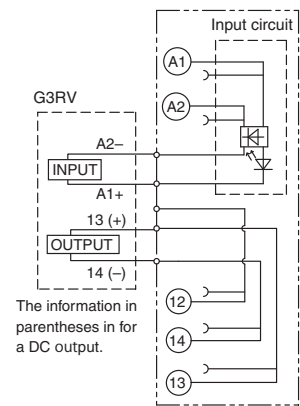 Input circuit
A1
G3RV
A2
A2–
INPUT
A1+
13 (+)
OUTPUT
14 (–)
The information in
parentheses in for
a DC output.
12
14
13